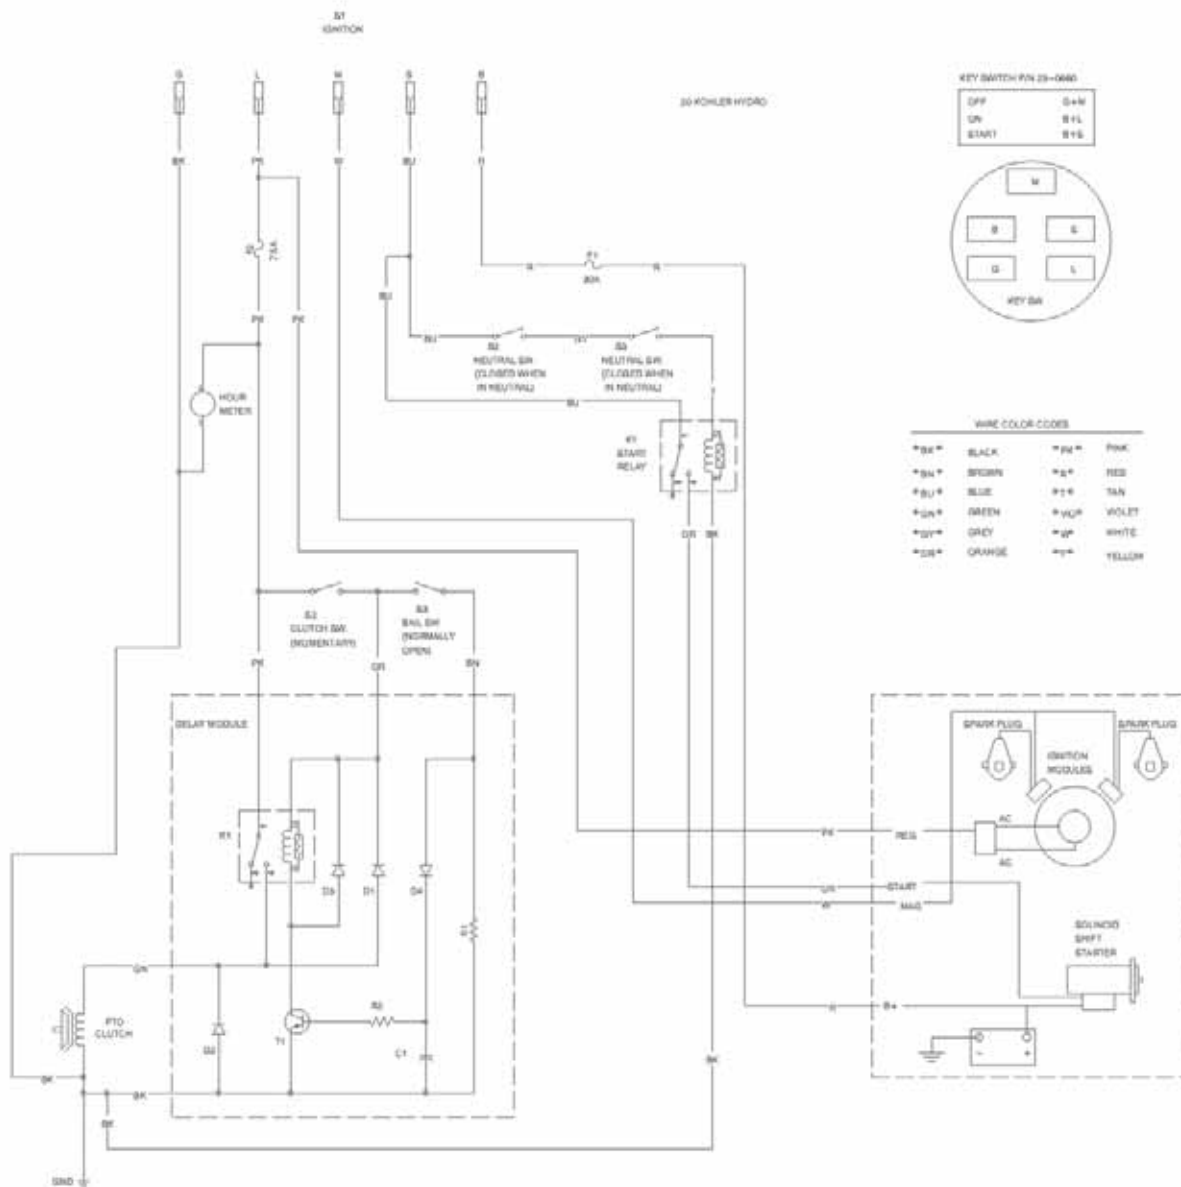 S1
IGNITION
G
L
M
S
B
20 KOHLER HYDRO
KEY SWITCH P/N
OFF G+M
ON B+L
START B+S
M
B
S
G
L
KEY SW
BK
PK
W
BU
R
7.5A
F1
R
R
30A
PK
PK
BU
BU
S2
NEUTRAL SW
(CLOSED WHEN
IN NEUTRAL)
NEUTRAL SW
(CLOSED WHEN
IN NEUTRAL)
BU
HOUR
METER
K1
START
RELAY
OR
BK
WIRE COLOR CODES
"BK" BLACK "PK" PINK
"BN" BROWN "R" RED
"BU" BLUE "T" TAN
"GN" GREEN "VIO" VIOLET
"GY" GREY "W" WHITE
"OR" ORANGE "Y" YELLOW
CLUTCH SW.
(MOMENTARY)
BAIL SW
(NORMALLY
OPEN)
PK
OR
BN
DELAY MODULE
D1
D4
R1
GN
PTO
CLUTCH
D2
T1
R2
C1
BK
BK
BK
BK
GND
SPARK PLUG
SPARK PLUG
IGNITION
MODULES
AC
AC
PK
REG
OR
START
W
MAG
SOLINOID
SHIFT
STARTER
R
B+
-
+